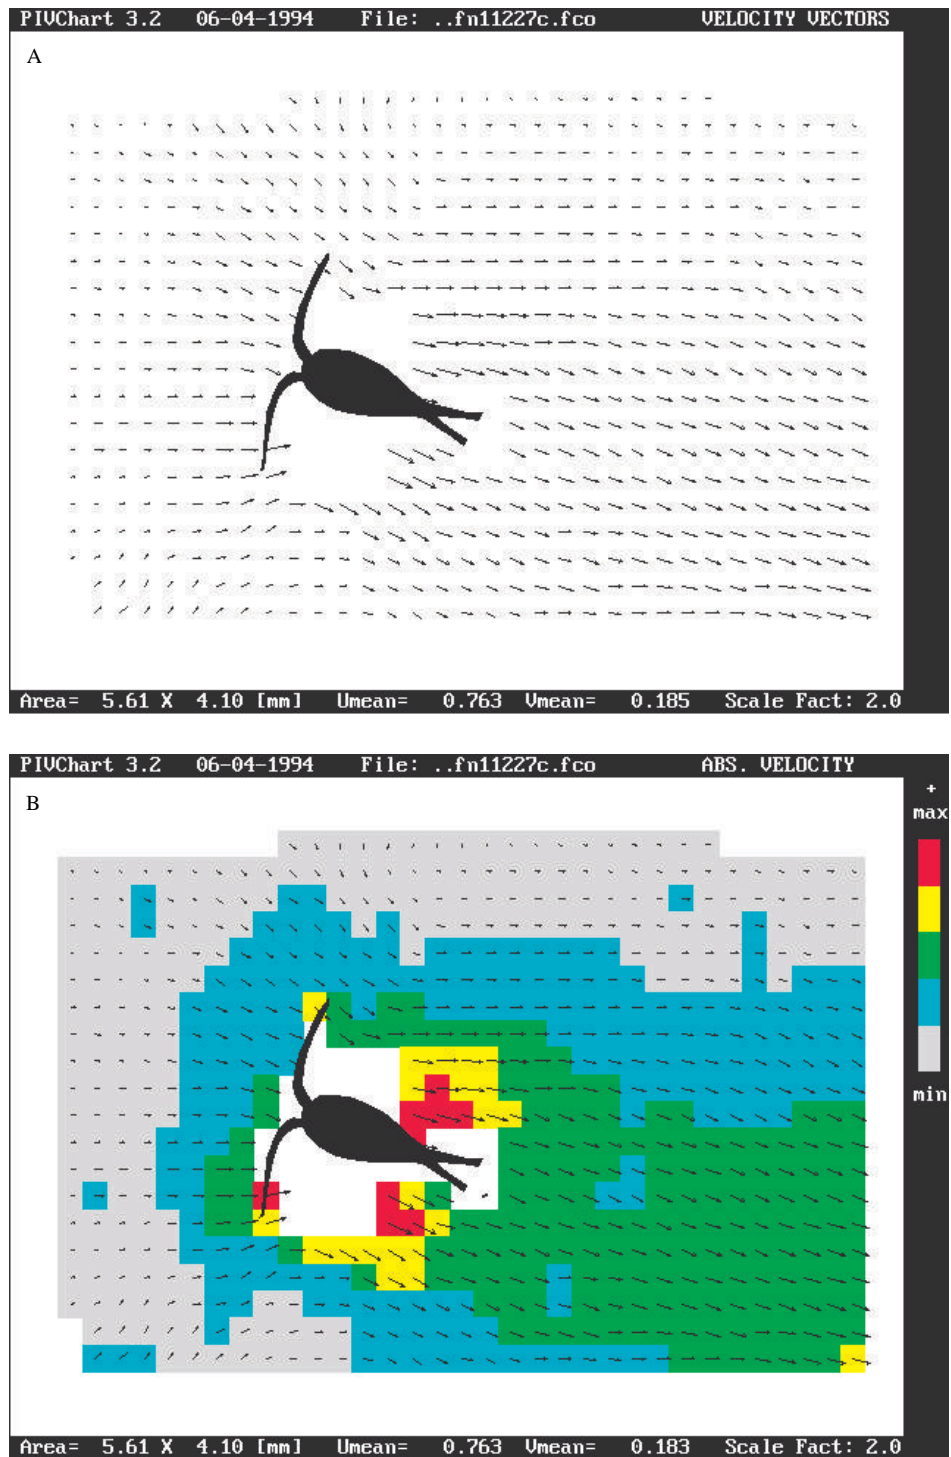 PIVChart 3.2 06-04-1994 File: ..fn11227c.fco VELOCITY VECTORS
A
Area= 5.61 X 4.10 [mm] Umean= 0.763 Vmean= 0.185 Scale Fact: 2.0
PIVChart 3.2 06-04-1994 File: ..fn11227c.fco ABS. VELOCITY
B
+
max
min
Area= 5.61 X 4.10 [mm] Umean= 0.763 Vmean= 0.183 Scale Fact: 2.0